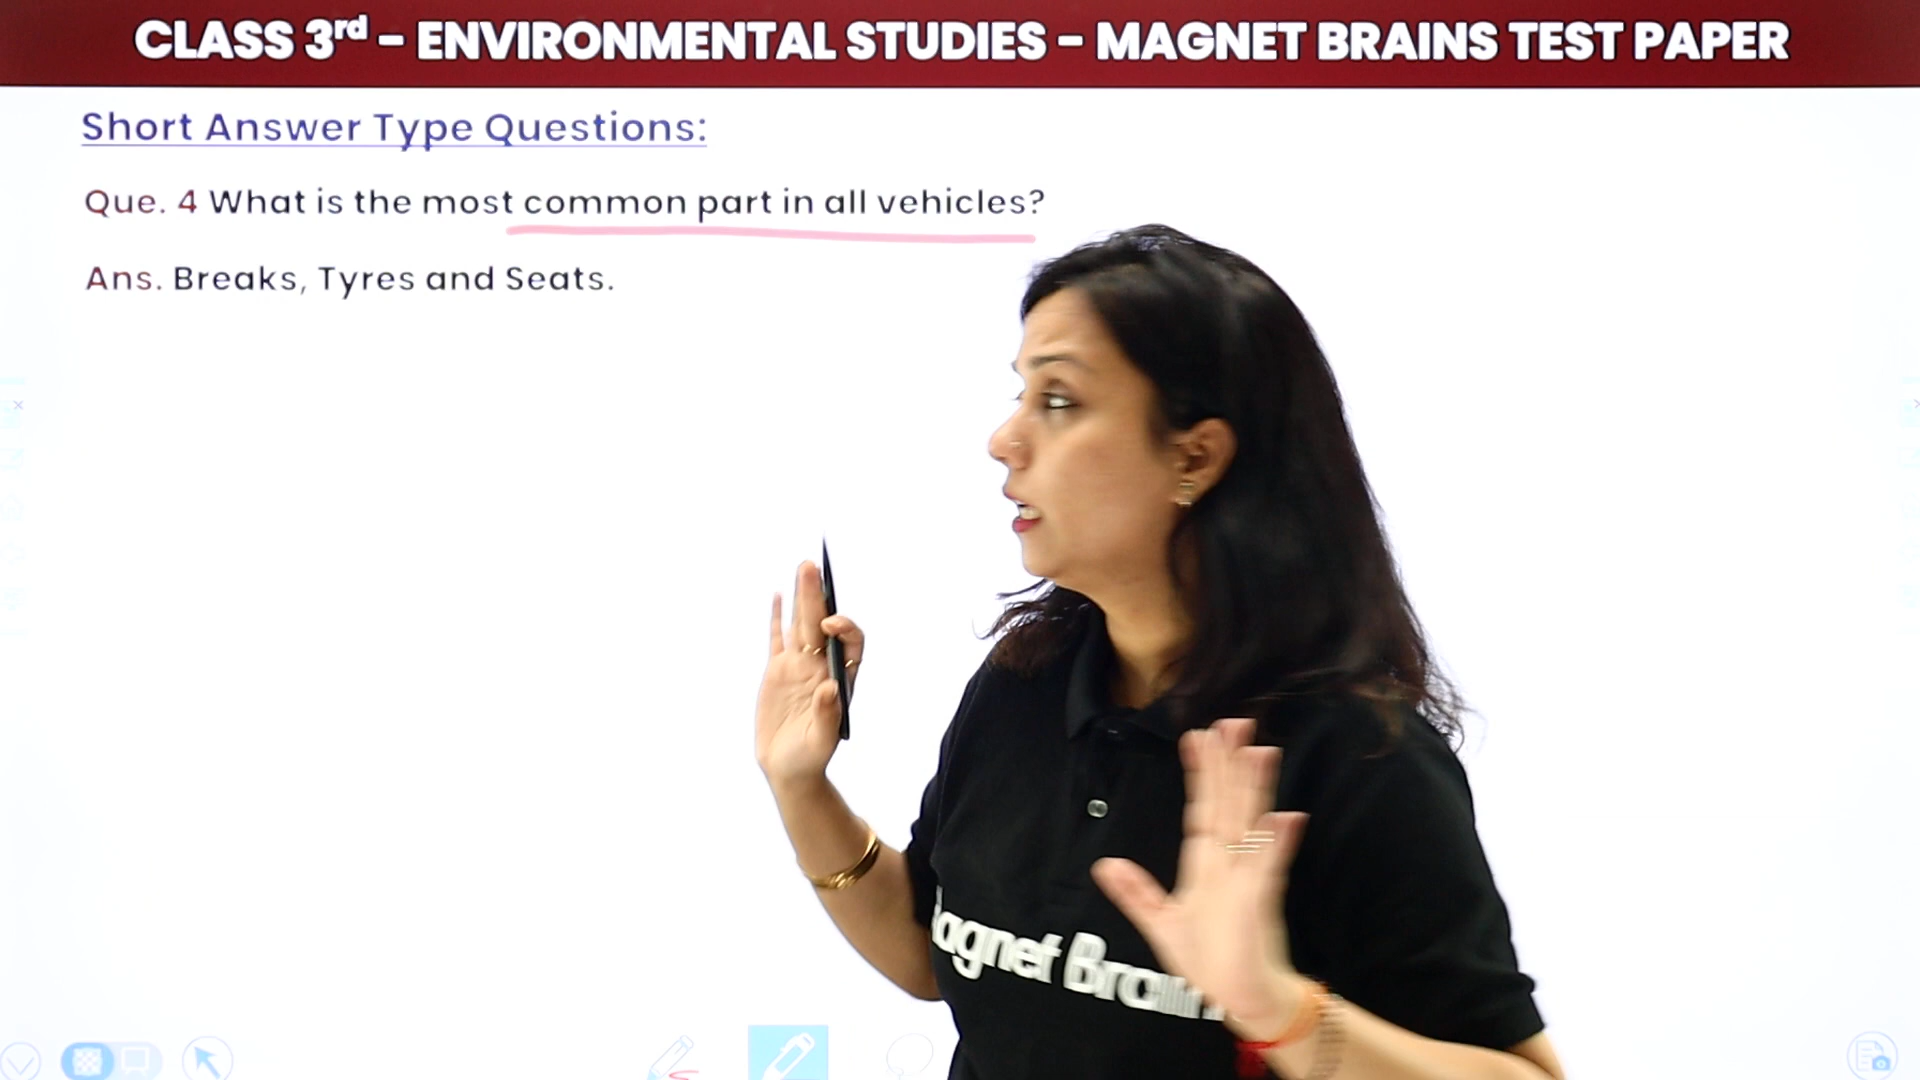 CLASS 3rd - ENVIRONMENTAL STUDIES - MAGNET BRAINS TEST PAPER
Short Answer Type Questions:
Que. 4 What is the most common part in all vehicles?
Ans. Breaks, Tyres and Seats.
agnet Brain